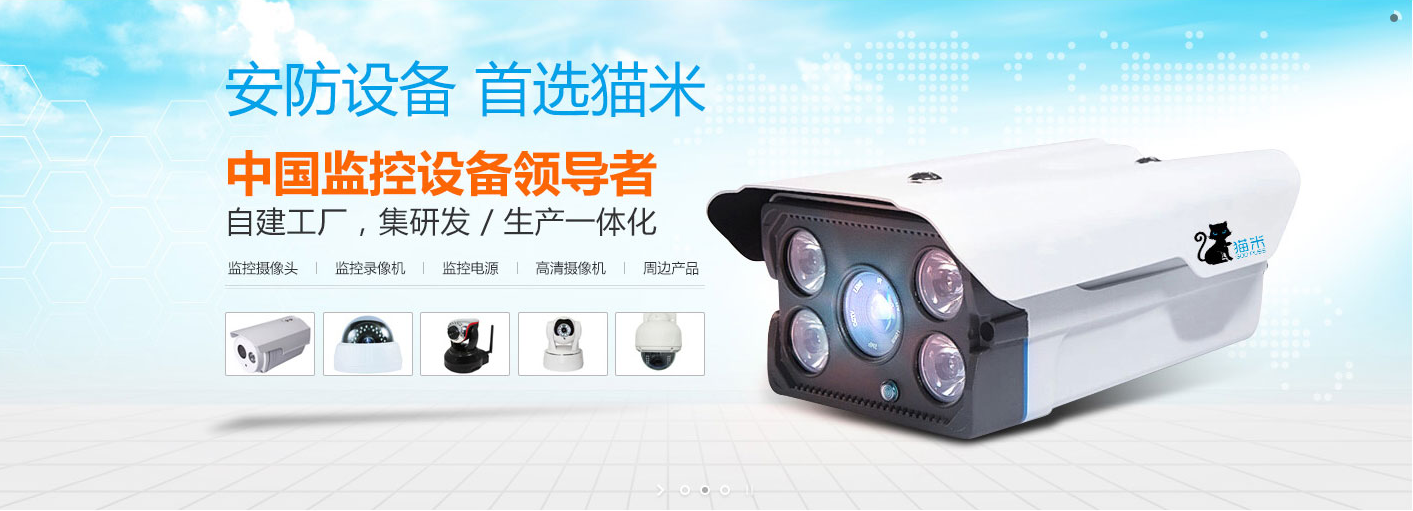 安防设备 首选猫米
中国监控设备领导者
自建工厂，集研发 / 生产一体化
监控摄像头 | 监控录像机 | 监控电源 | 高清摄像机 | 周边产品
猫米